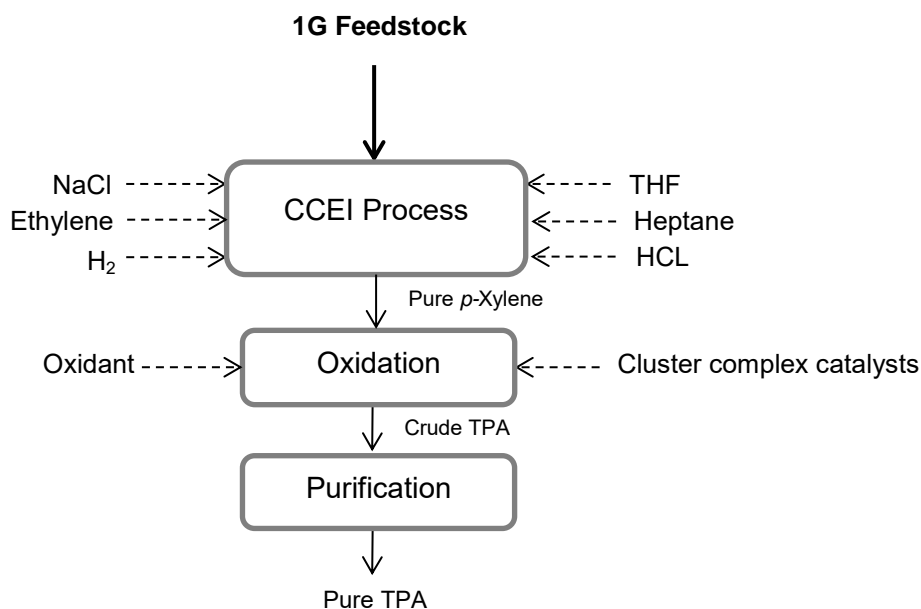 1G Feedstock
NaCl
Ethylene
H₂
CCEI Process
THF
Heptane
HCL
Pure p-Xylene
Oxidant
Oxidation
Cluster complex catalysts
Crude TPA
Purification
Pure TPA